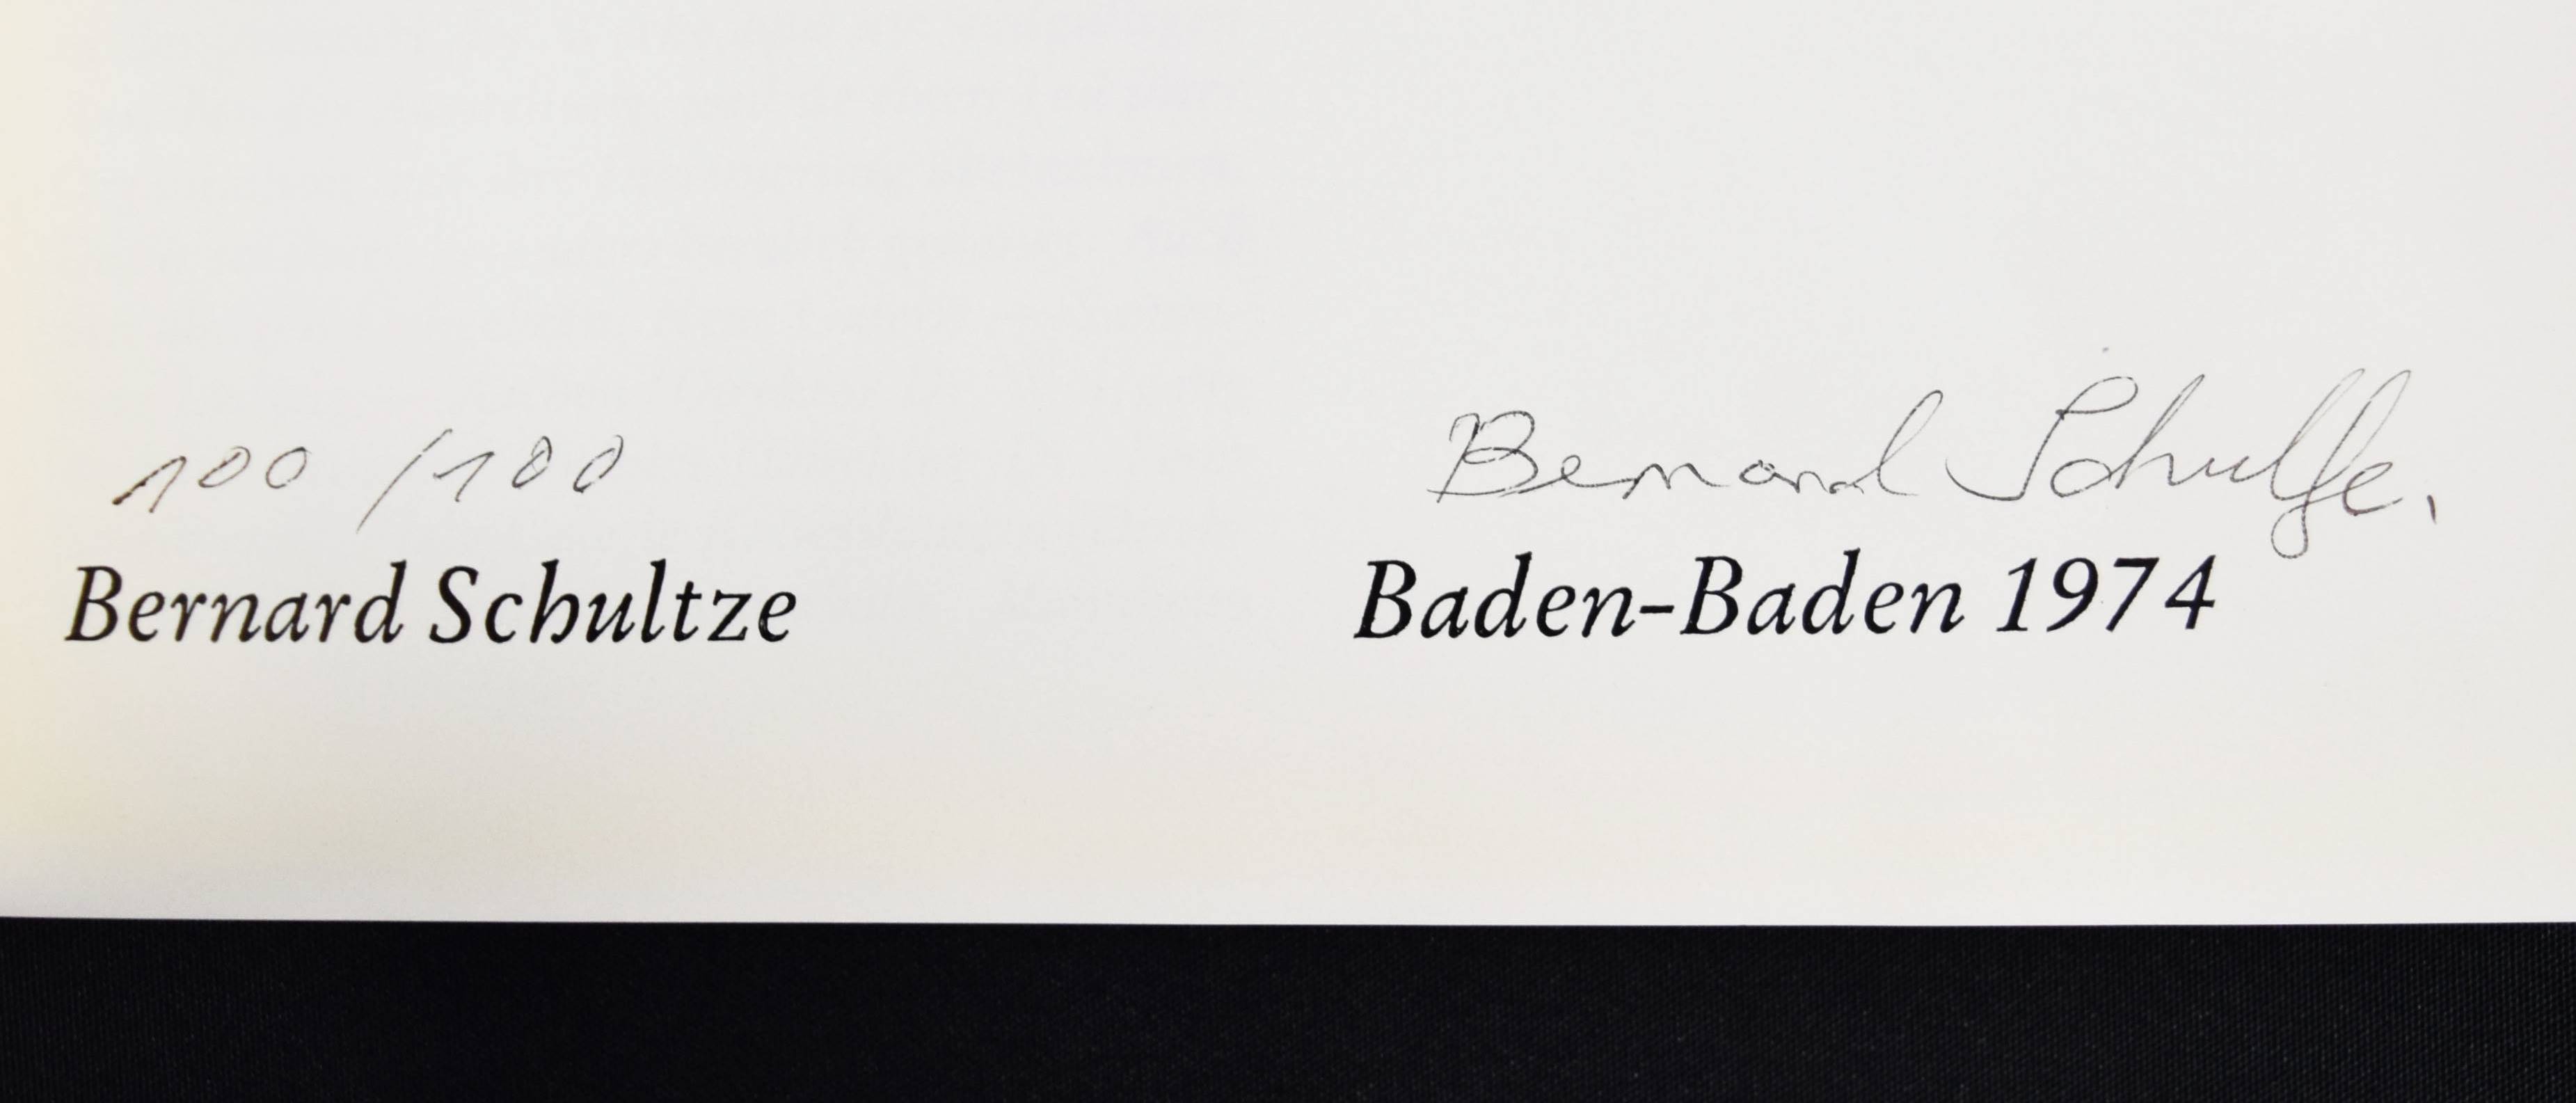 100 /100 Bernard Schultze.
Bernard Schultze Baden-Baden 1974